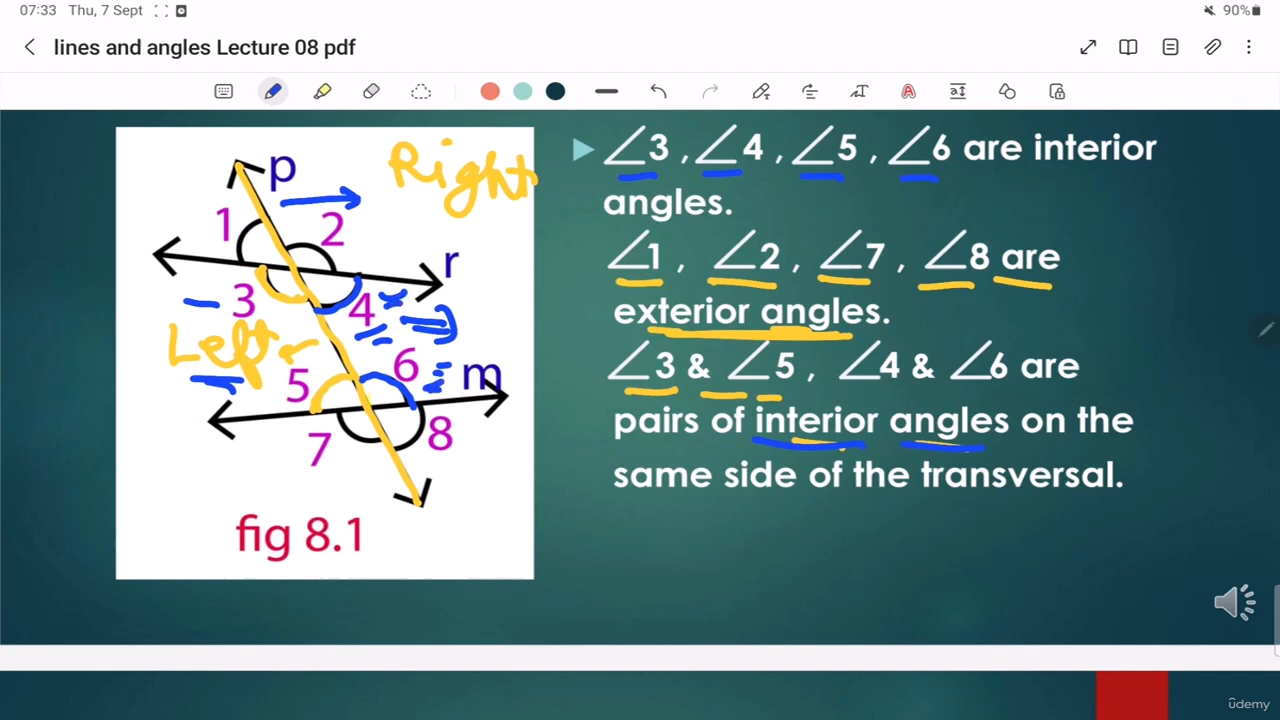 07:33 Thu, 7 Sept
90%
lines and angles Lecture 08 pdf
p
Right
1
2
r
3
4
Left
5
6
m
7
8
fig 8.1
∠3 , ∠4 , ∠5 , ∠6 are interior
angles.
∠1 , ∠2 , ∠7 , ∠8 are
exterior angles.
∠3 & ∠5 , ∠4 & ∠6 are
pairs of interior angles on the
same side of the transversal.
ûdemy